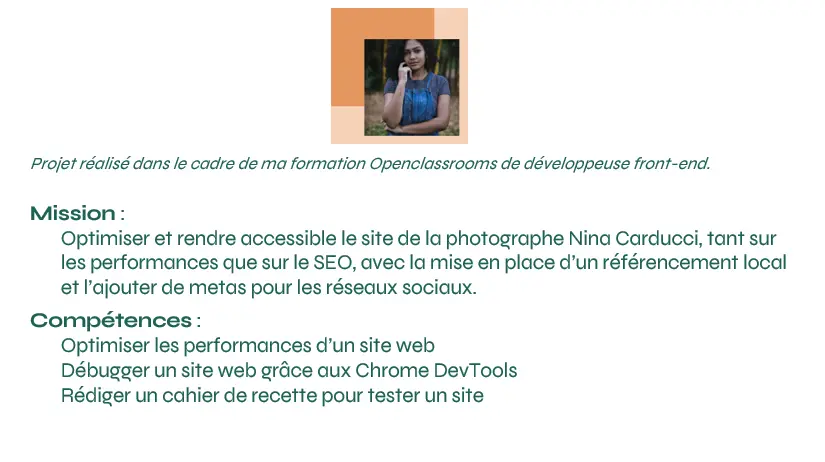 Projet réalisé dans le cadre de ma formation Openclassrooms de développeuse front-end.
Mission :
Optimiser et rendre accessible le site de la photographe Nina Carducci, tant sur
les performances que sur le SEO, avec la mise en place d’un référencement local
et l’ajouter de metas pour les réseaux sociaux.
Compétences :
Optimiser les performances d’un site web
Débugger un site web grâce aux Chrome DevTools
Rédiger un cahier de recette pour tester un site